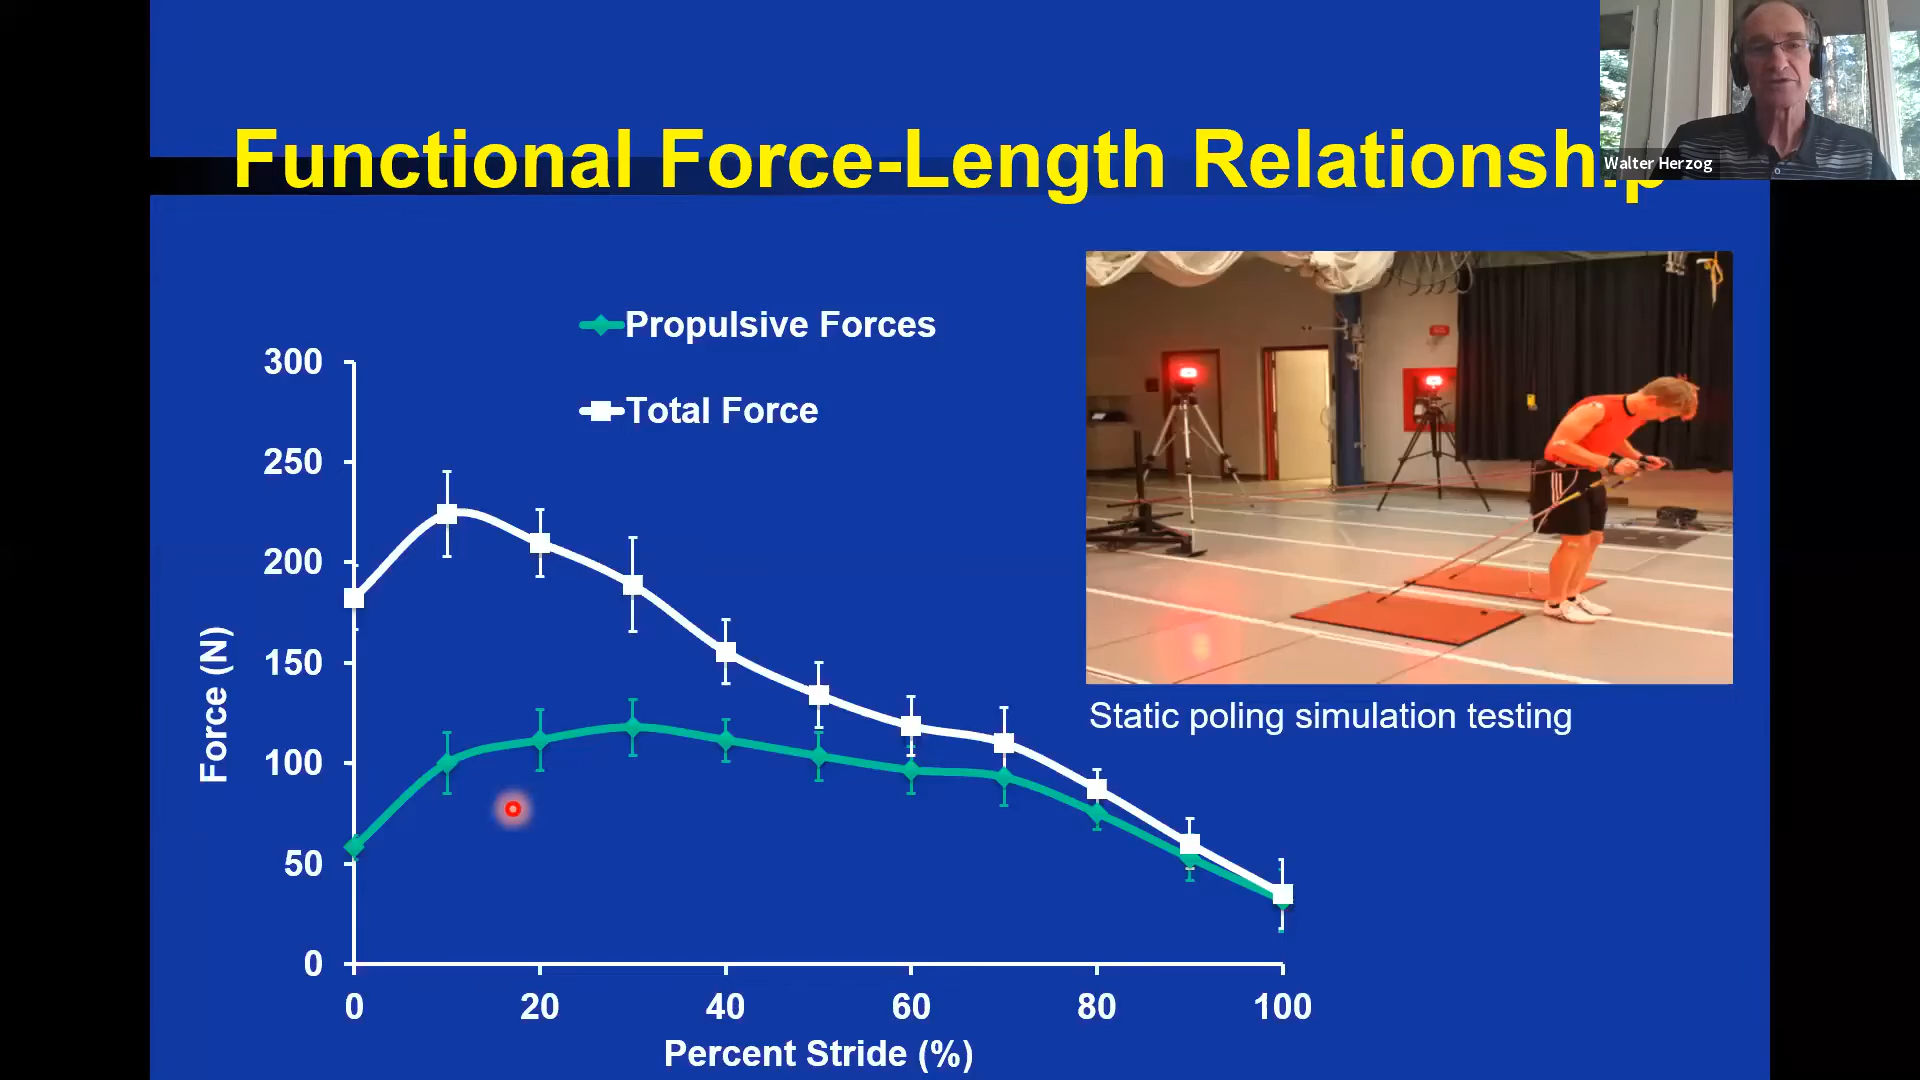 Functional Force-Length Relationship
Walter Herzog
Propulsive Forces
Total Force
300
250
200
150
100
50
0
Force (N)
0 20 40 60 80 100
Percent Stride (%)
Static poling simulation testing